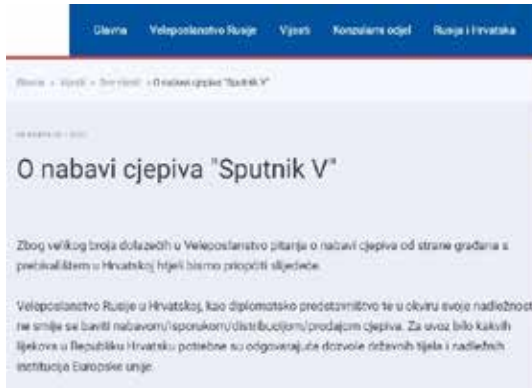 Glavna Veleposlanstvo Rusije Vijesti Konzularni odjel Rusija i Hrvatska
O nabavi cjepiva "Sputnik V"
O nabavi cjepiva "Sputnik V"
Zbog velikog broja dolazećih u Veleposlanstvo pitanja o nabavi cjepiva od strane građana s
prebivalištem u Hrvatskoj htjeli bismo priopćiti slijedeće.
Veleposlanstvo Rusije u Hrvatskoj, kao diplomatsko predstavništvo te u okviru svoje nadležnost
ne smije se baviti nabavom/isporukom/distribucijom/prodajom cjepiva. Za uvoz bilo kakvih
lijekova u Republiku Hrvatsku potrebne su odgovarajuće dozvole državnih tijela i nadležnih
institucija Europske unije.